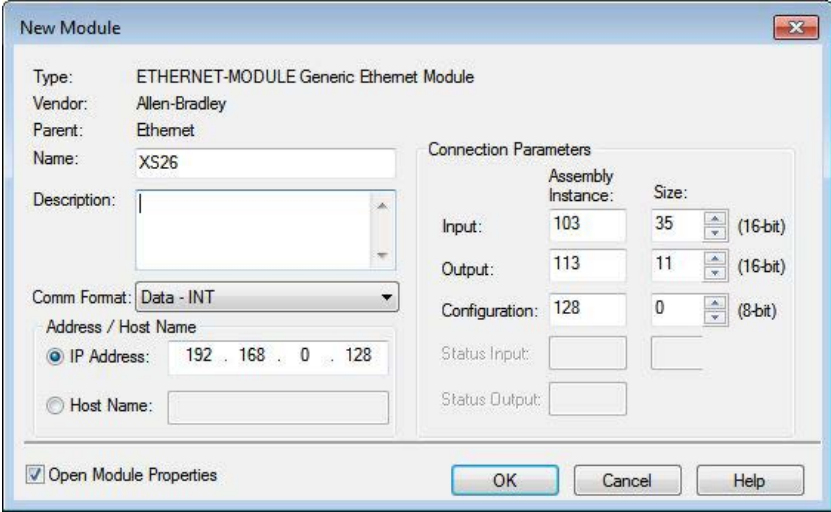 New Module
Type: ETHERNET-MODULE Generic Ethernet Module
Vendor: Allen-Bradley
Parent: Ethernet
Name: XS26
Description:
Comm Format: Data - INT
Address / Host Name
IP Address: 192 . 168 . 0 . 128
Host Name:
Connection Parameters
Assembly
Instance: Size:
Input: 103 35 (16-bit)
Output: 113 11 (16-bit)
Configuration: 128 0 (8-bit)
Status Input:
Status Output:
Open Module Properties
OK Cancel Help